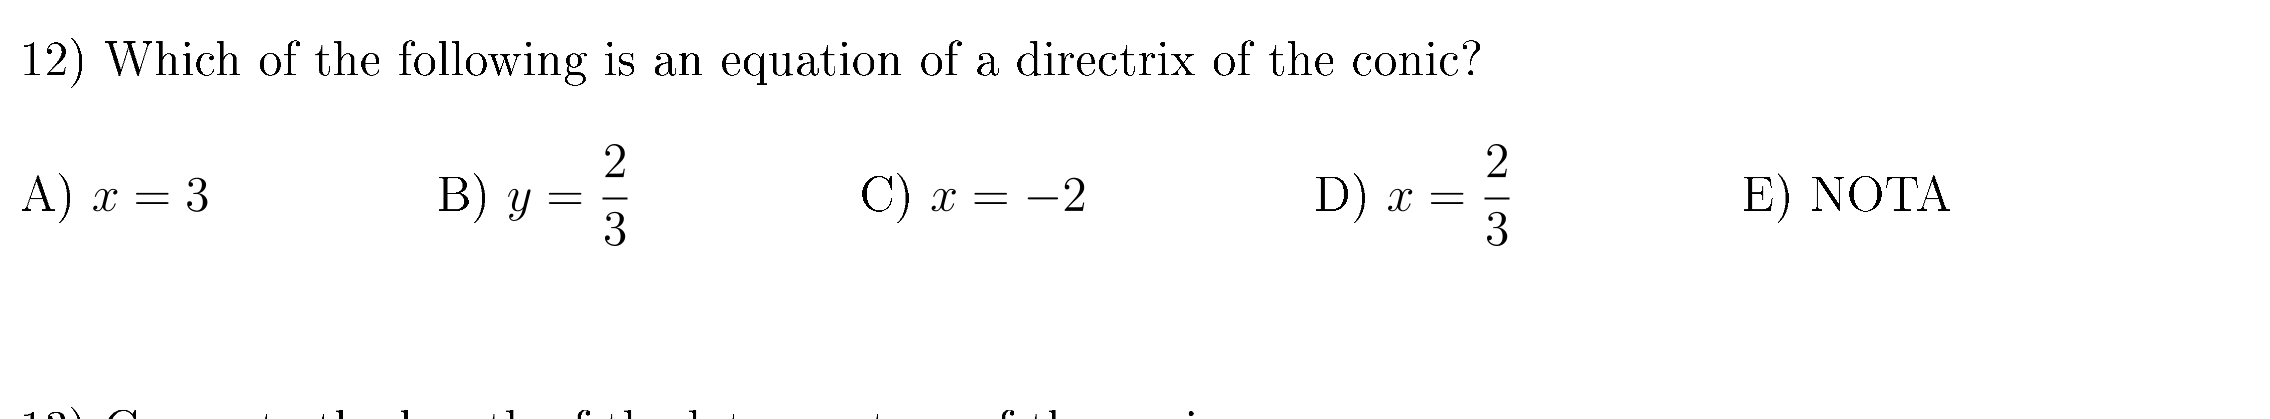 12) Which of the following is an equation of a directrix of the conic?
A) x = 3 B) y = 2/3 C) x = −2 D) x = 2/3 E) NOTA